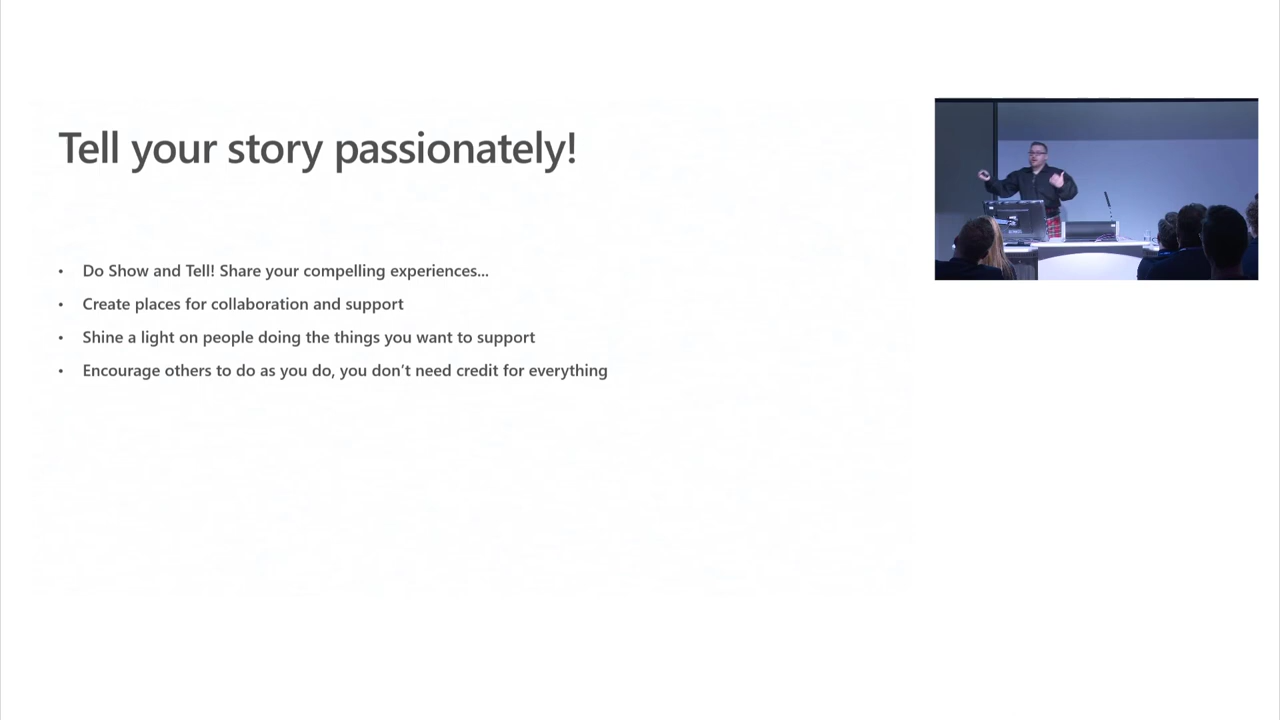 Tell your story passionately!
• Do Show and Tell! Share your compelling experiences...
• Create places for collaboration and support
• Shine a light on people doing the things you want to support
• Encourage others to do as you do, you don’t need credit for everything